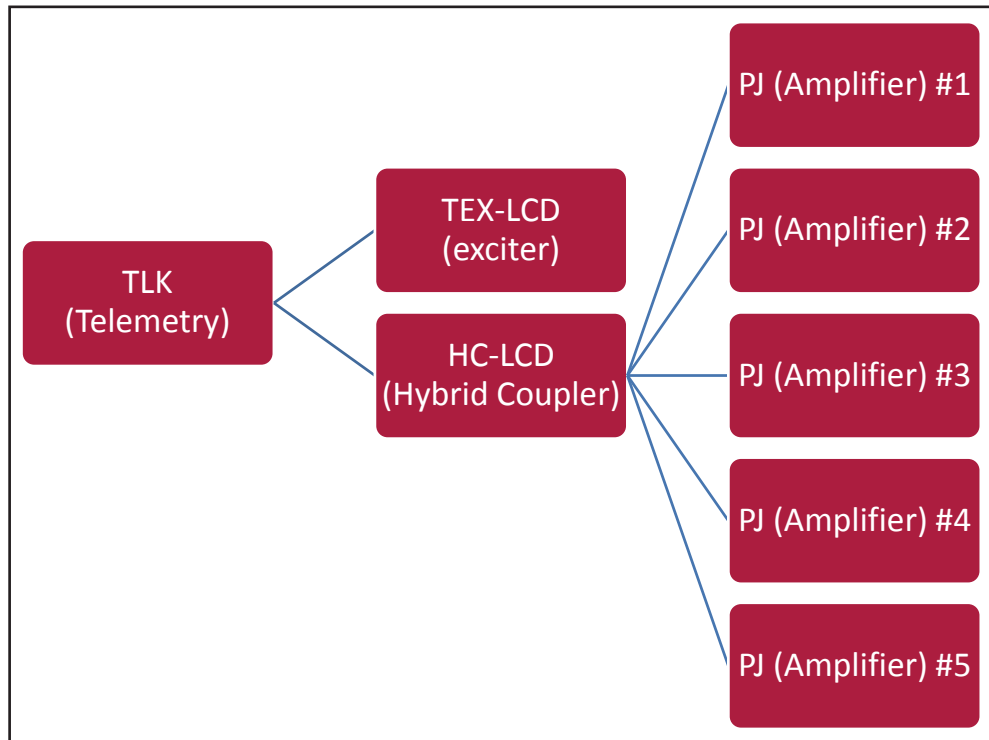 TLK
(Telemetry)
TEX-LCD
(exciter)
HC-LCD
(Hybrid Coupler)
PJ (Amplifier) #1
PJ (Amplifier) #2
PJ (Amplifier) #3
PJ (Amplifier) #4
PJ (Amplifier) #5